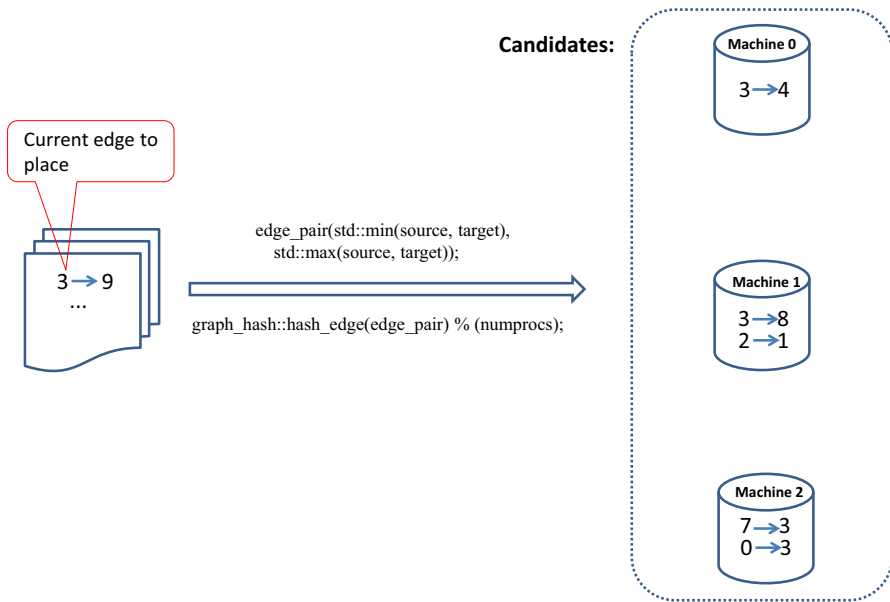 Candidates:
Machine 0
3 → 4
Current edge to
place
3 → 9
...
edge_pair(std::min(source, target),
std::max(source, target));
graph_hash::hash_edge(edge_pair) % (numprocs);
Machine 1
3 → 8
2 → 1
Machine 2
7 → 3
0 → 3